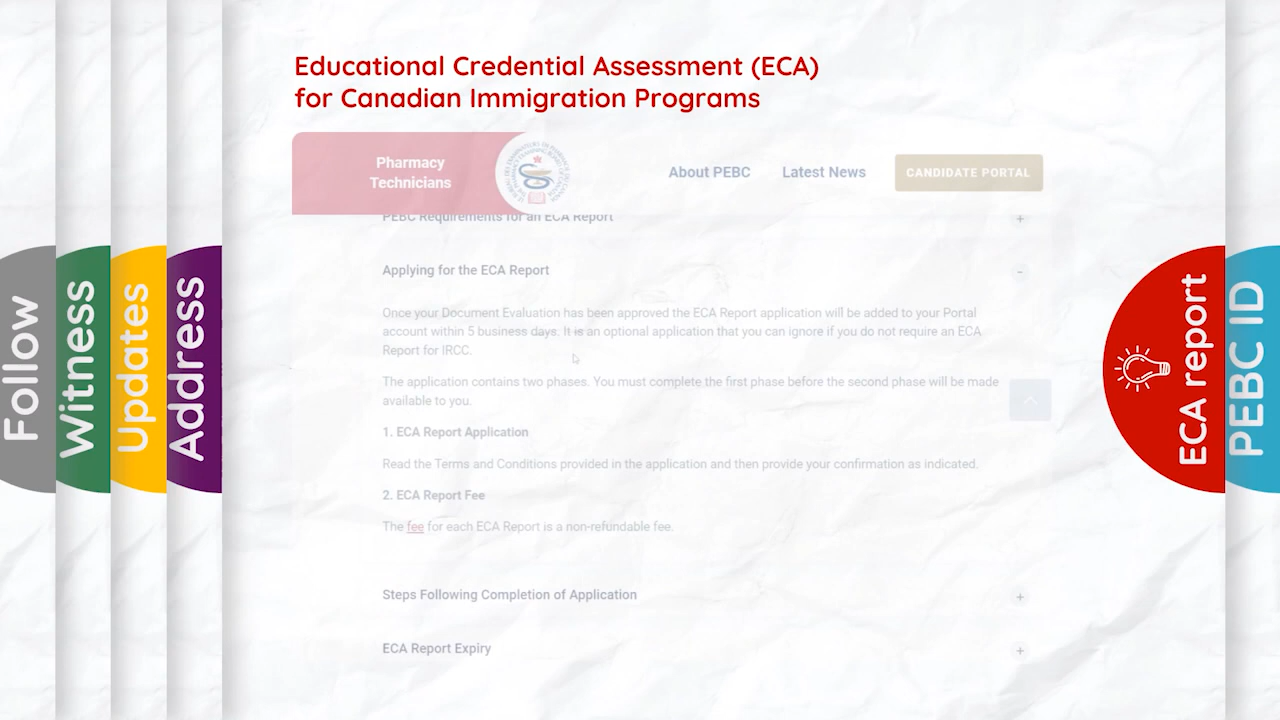 Educational Credential Assessment (ECA)
for Canadian Immigration Programs
Pharmacy
Technicians
About PEBC
Latest News
CANDIDATE PORTAL
PEBC Requirements for an ECA Report
+
Applying for the ECA Report
-
Once your Document Evaluation has been approved the ECA Report application will be added to your Portal
account within 5 business days. It is an optional application that you can ignore if you do not require an ECA
Report for IRCC.
The application contains two phases. You must complete the first phase before the second phase will be made
available to you.
1. ECA Report Application
Read the Terms and Conditions provided in the application and then provide your confirmation as indicated.
2. ECA Report Fee
The fee for each ECA Report is a non-refundable fee.
Steps Following Completion of Application
+
ECA Report Expiry
+
Follow
Witness
Updates
Address
ECA report
PEBC ID